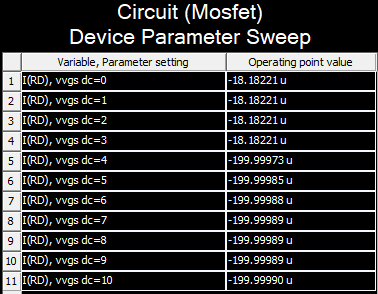 Circuit (Mosfet)
Device Parameter Sweep
Variable, Parameter setting Operating point value
1 I(RD), vvgs dc=0 -18.18221 u
2 I(RD), vvgs dc=1 -18.18221 u
3 I(RD), vvgs dc=2 -18.18221 u
4 I(RD), vvgs dc=3 -18.18221 u
5 I(RD), vvgs dc=4 -199.99973 u
6 I(RD), vvgs dc=5 -199.99985 u
7 I(RD), vvgs dc=6 -199.99988 u
8 I(RD), vvgs dc=7 -199.99989 u
9 I(RD), vvgs dc=8 -199.99989 u
10 I(RD), vvgs dc=9 -199.99989 u
11 I(RD), vvgs dc=10 -199.99990 u